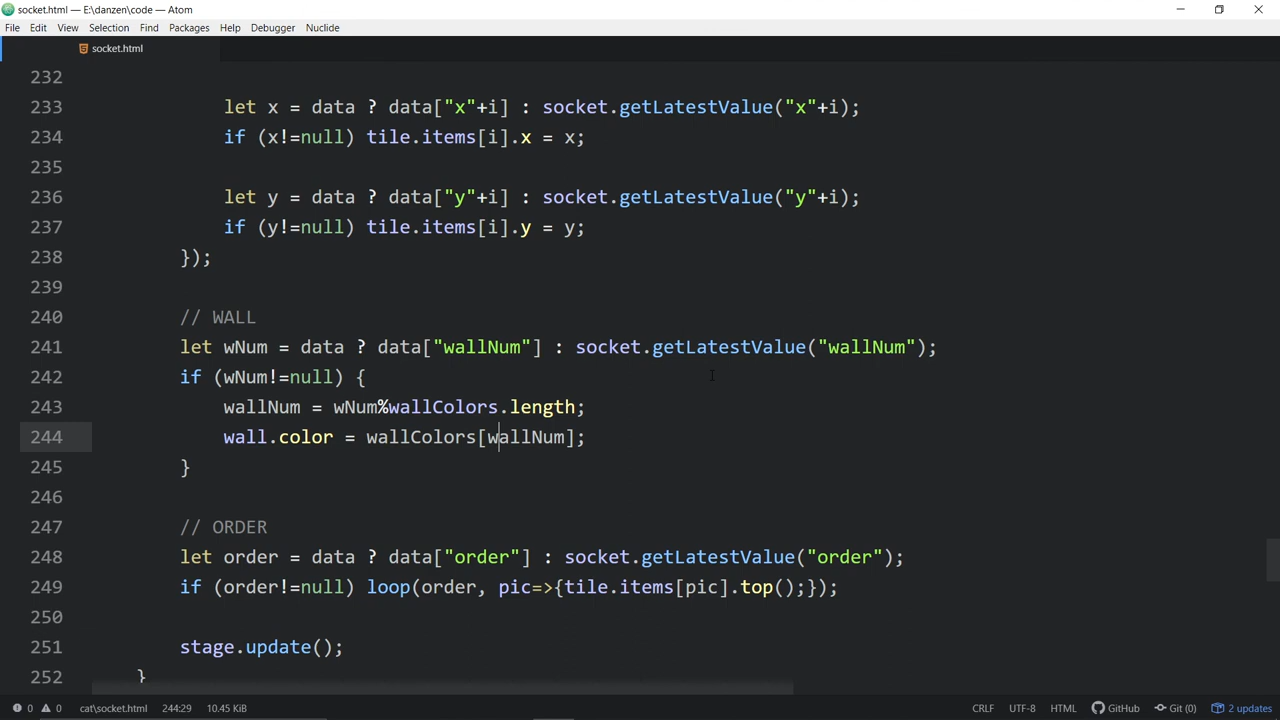 socket.html — E:\danzen\code — Atom
File Edit View Selection Find Packages Help Debugger Nuclide
socket.html
232
233 let x = data ? data["x"+i] : socket.getLatestValue("x"+i);
234 if (x!=null) tile.items[i].x = x;
235
236 let y = data ? data["y"+i] : socket.getLatestValue("y"+i);
237 if (y!=null) tile.items[i].y = y;
238 });
239
240 // WALL
241 let wNum = data ? data["wallNum"] : socket.getLatestValue("wallNum");
242 if (wNum!=null) {
243 wallNum = wNum%wallColors.length;
244 wall.color = wallColors[wallNum];
245 }
246
247 // ORDER
248 let order = data ? data["order"] : socket.getLatestValue("order");
249 if (order!=null) loop(order, pic=>{tile.items[pic].top();});
250
251 stage.update();
252 }
0 0 cat\socket.html 244:29 10.45 KiB CRLF UTF-8 HTML GitHub Git (0) 2 updates